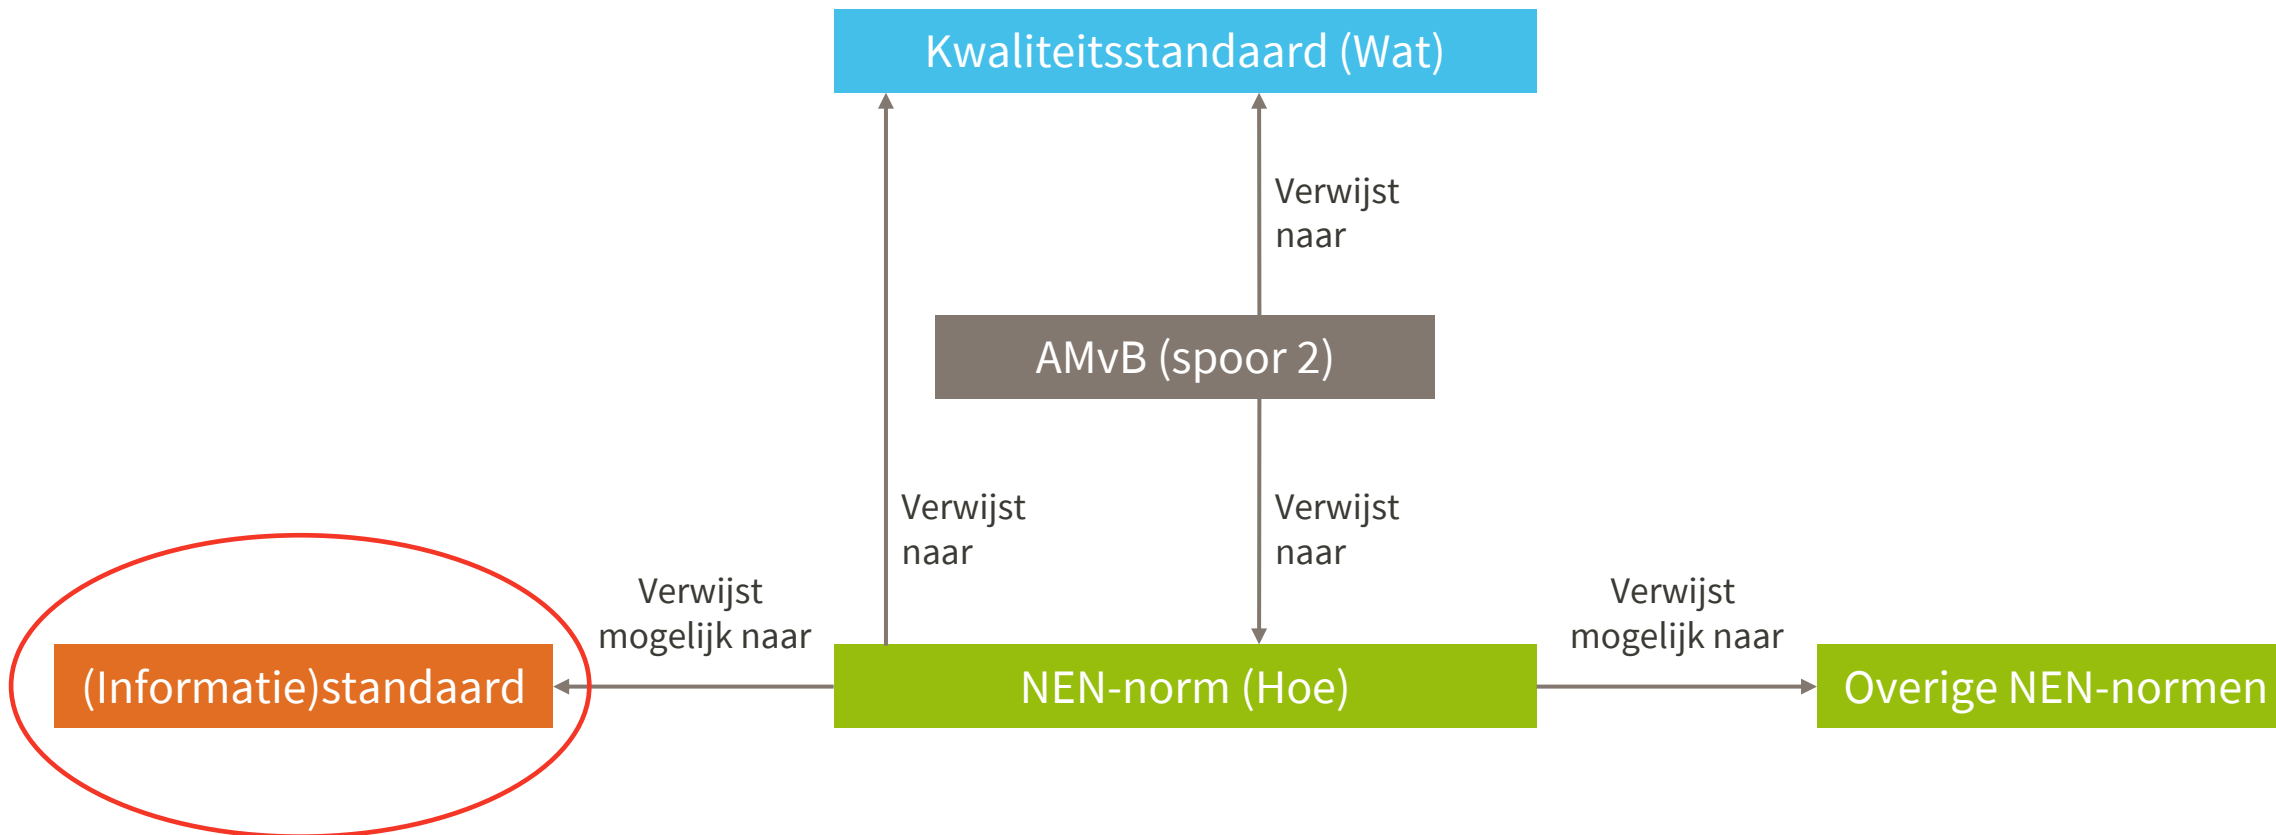 Kwaliteitsstandaard (Wat)
Verwijst
naar
AMvB (spoor 2)
Verwijst
naar
Verwijst
naar
Verwijst
mogelijk naar
Verwijst
mogelijk naar
(Informatie)standaard
NEN-norm (Hoe)
Overige NEN-normen